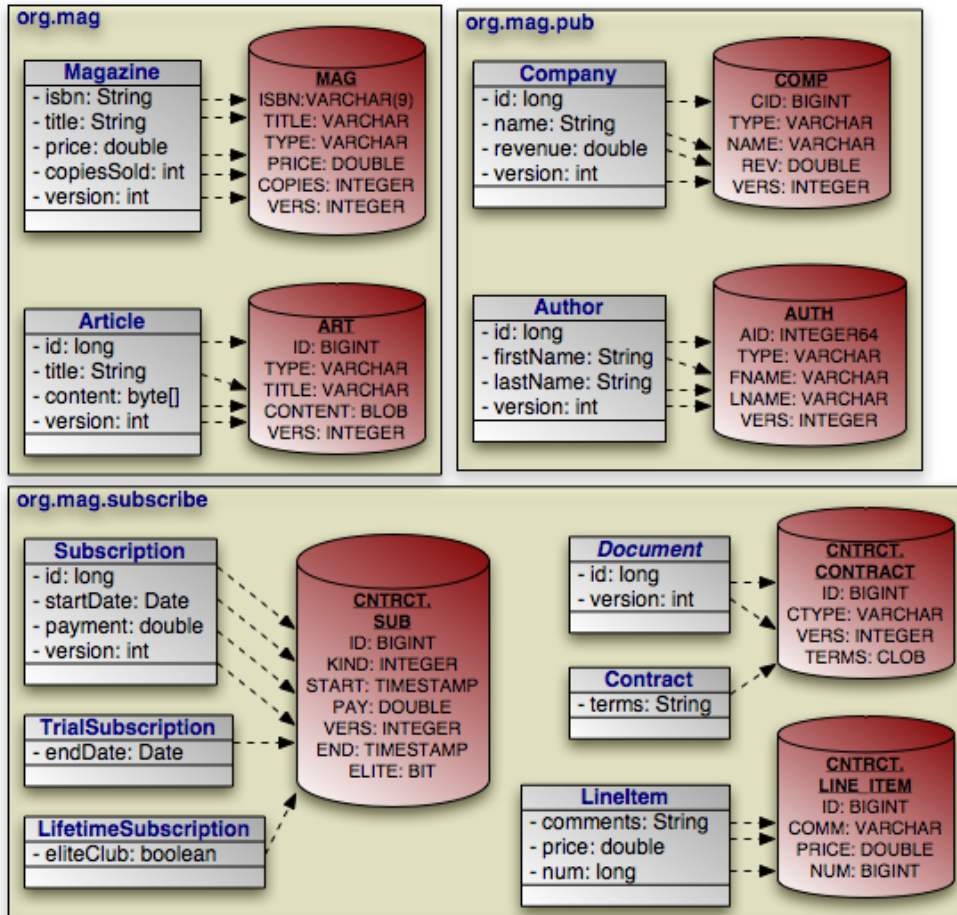 org.mag
Magazine
- isbn: String
- title: String
- price: double
- copiesSold: int
- version: int
MAG
ISBN:VARCHAR(9)
TITLE: VARCHAR
TYPE: VARCHAR
PRICE: DOUBLE
COPIES: INTEGER
VERS: INTEGER
Article
- id: long
- title: String
- content: byte[]
- version: int
ART
ID: BIGINT
TYPE: VARCHAR
TITLE: VARCHAR
CONTENT: BLOB
VERS: INTEGER
org.mag.pub
Company
- id: long
- name: String
- revenue: double
- version: int
COMP
CID: BIGINT
TYPE: VARCHAR
NAME: VARCHAR
REV: DOUBLE
VERS: INTEGER
Author
- id: long
- firstName: String
- lastName: String
- version: int
AUTH
AID: INTEGER64
TYPE: VARCHAR
FNAME: VARCHAR
LNAME: VARCHAR
VERS: INTEGER
org.mag.subscribe
Subscription
- id: long
- startDate: Date
- payment: double
- version: int
TrialSubscription
- endDate: Date
LifetimeSubscription
- eliteClub: boolean
CNTRCT.
SUB
ID: BIGINT
KIND: INTEGER
START: TIMESTAMP
PAY: DOUBLE
VERS: INTEGER
END: TIMESTAMP
ELITE: BIT
Document
- id: long
- version: int
Contract
- terms: String
CNTRCT.
CONTRACT
ID: BIGINT
CTYPE: VARCHAR
VERS: INTEGER
TERMS: CLOB
LineItem
- comments: String
- price: double
- num: long
CNTRCT.
LINE_ITEM
ID: BIGINT
COMM: VARCHAR
PRICE: DOUBLE
NUM: BIGINT